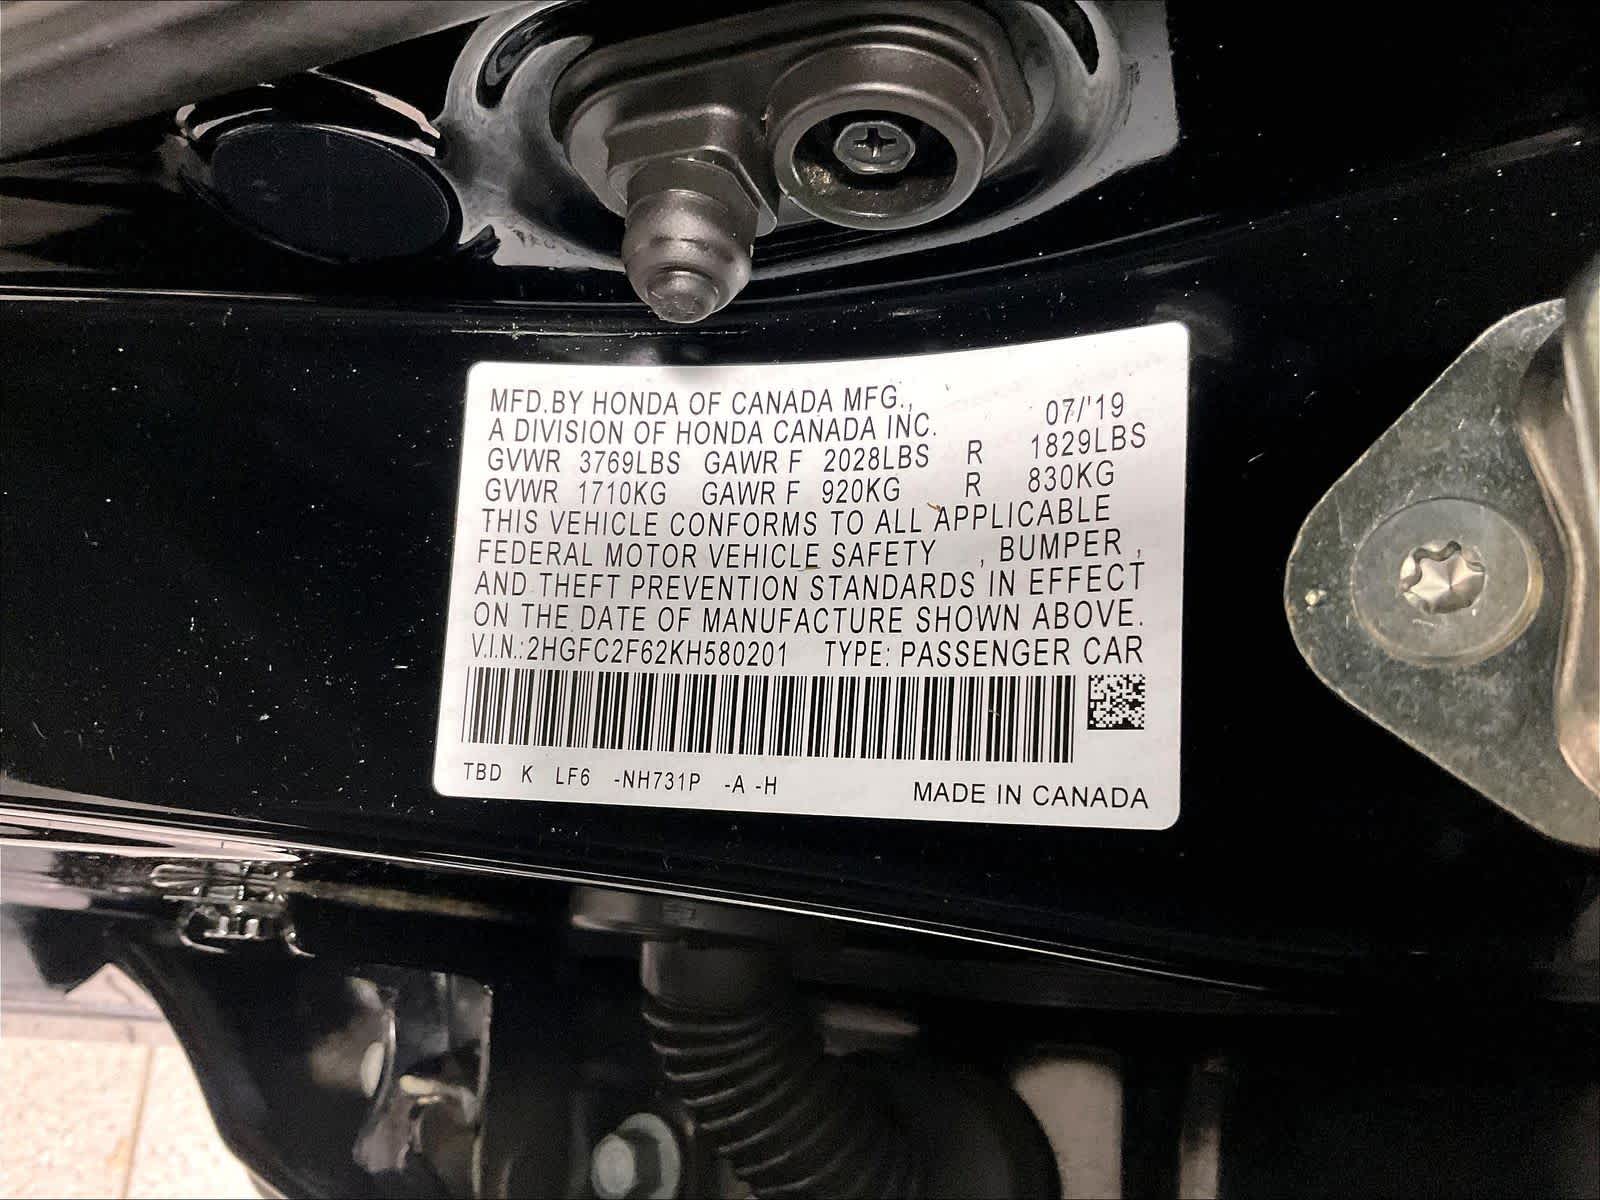 MFD.BY HONDA OF CANADA MFG.,
A DIVISION OF HONDA CANADA INC. 07/'19
GVWR 3769LBS GAWR F 2028LBS R 1829LBS
GVWR 1710KG GAWR F 920KG R 830KG
THIS VEHICLE CONFORMS TO ALL APPLICABLE
FEDERAL MOTOR VEHICLE SAFETY , BUMPER ,
AND THEFT PREVENTION STANDARDS IN EFFECT
ON THE DATE OF MANUFACTURE SHOWN ABOVE.
V.I.N.:2HGFC2F62KH580201 TYPE: PASSENGER CAR
TBD K LF6 -NH731P -A -H MADE IN CANADA